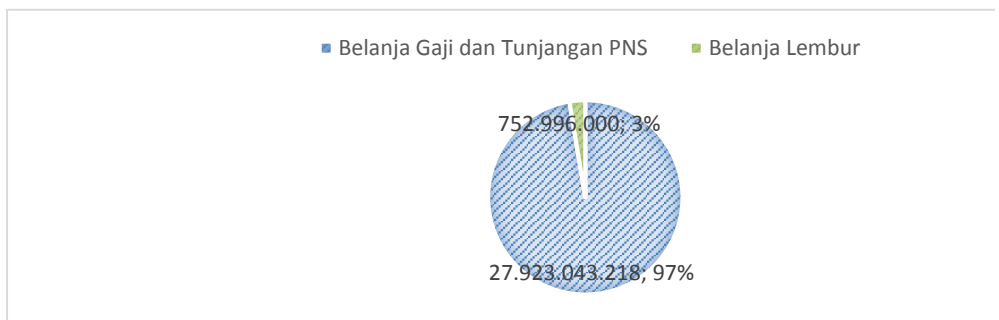 Belanja Gaji dan Tunjangan PNS Belanja Lembur
752.996.000; 3%
27.923.043.218; 97%